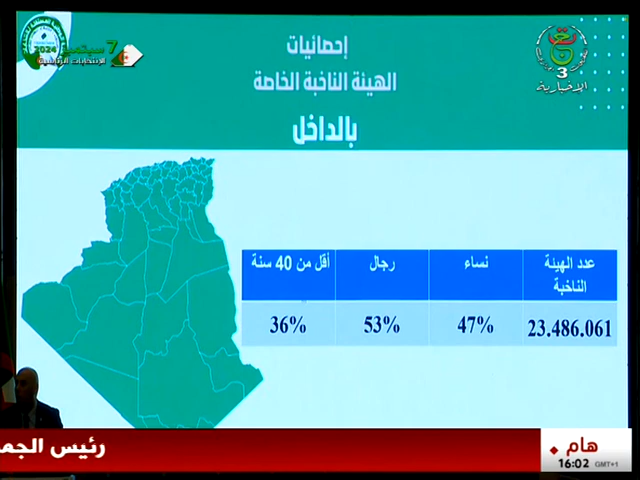 7 سبتمبر
2024
الانتخابات الرئاسية
إحصائيات
الهيئة الناخبة الخاصة
بالداخل
3
الإخبارية
عدد الهيئة الناخبة
نساء
رجال
أقل من 40 سنة
23.486.061
47%
53%
36%
هام
رئيس الجم
16:02 GMT+1